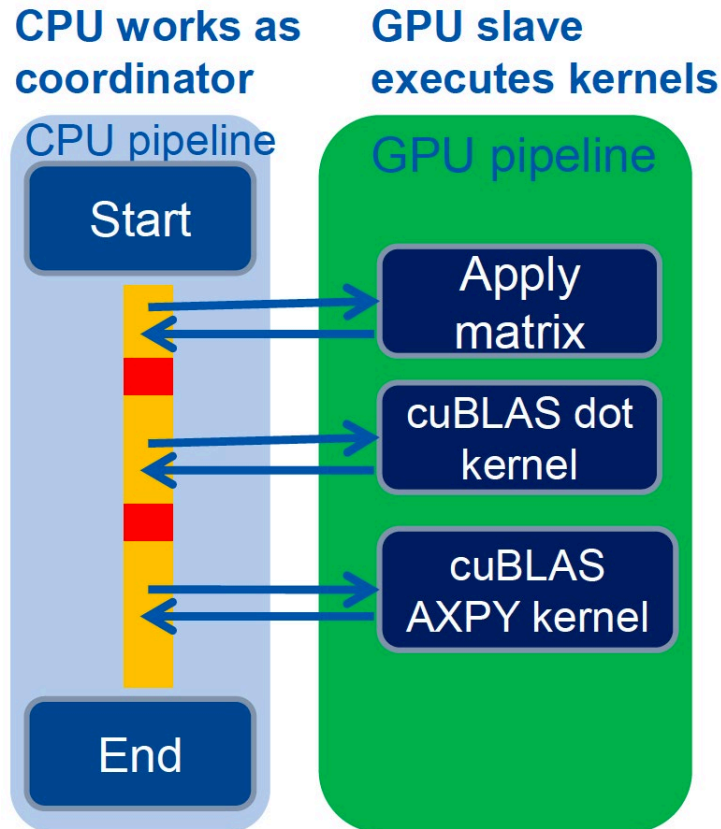 CPU works as
coordinator
GPU slave
executes kernels
CPU pipeline
Start
End
GPU pipeline
Apply
matrix
cuBLAS dot
kernel
cuBLAS
AXPY kernel